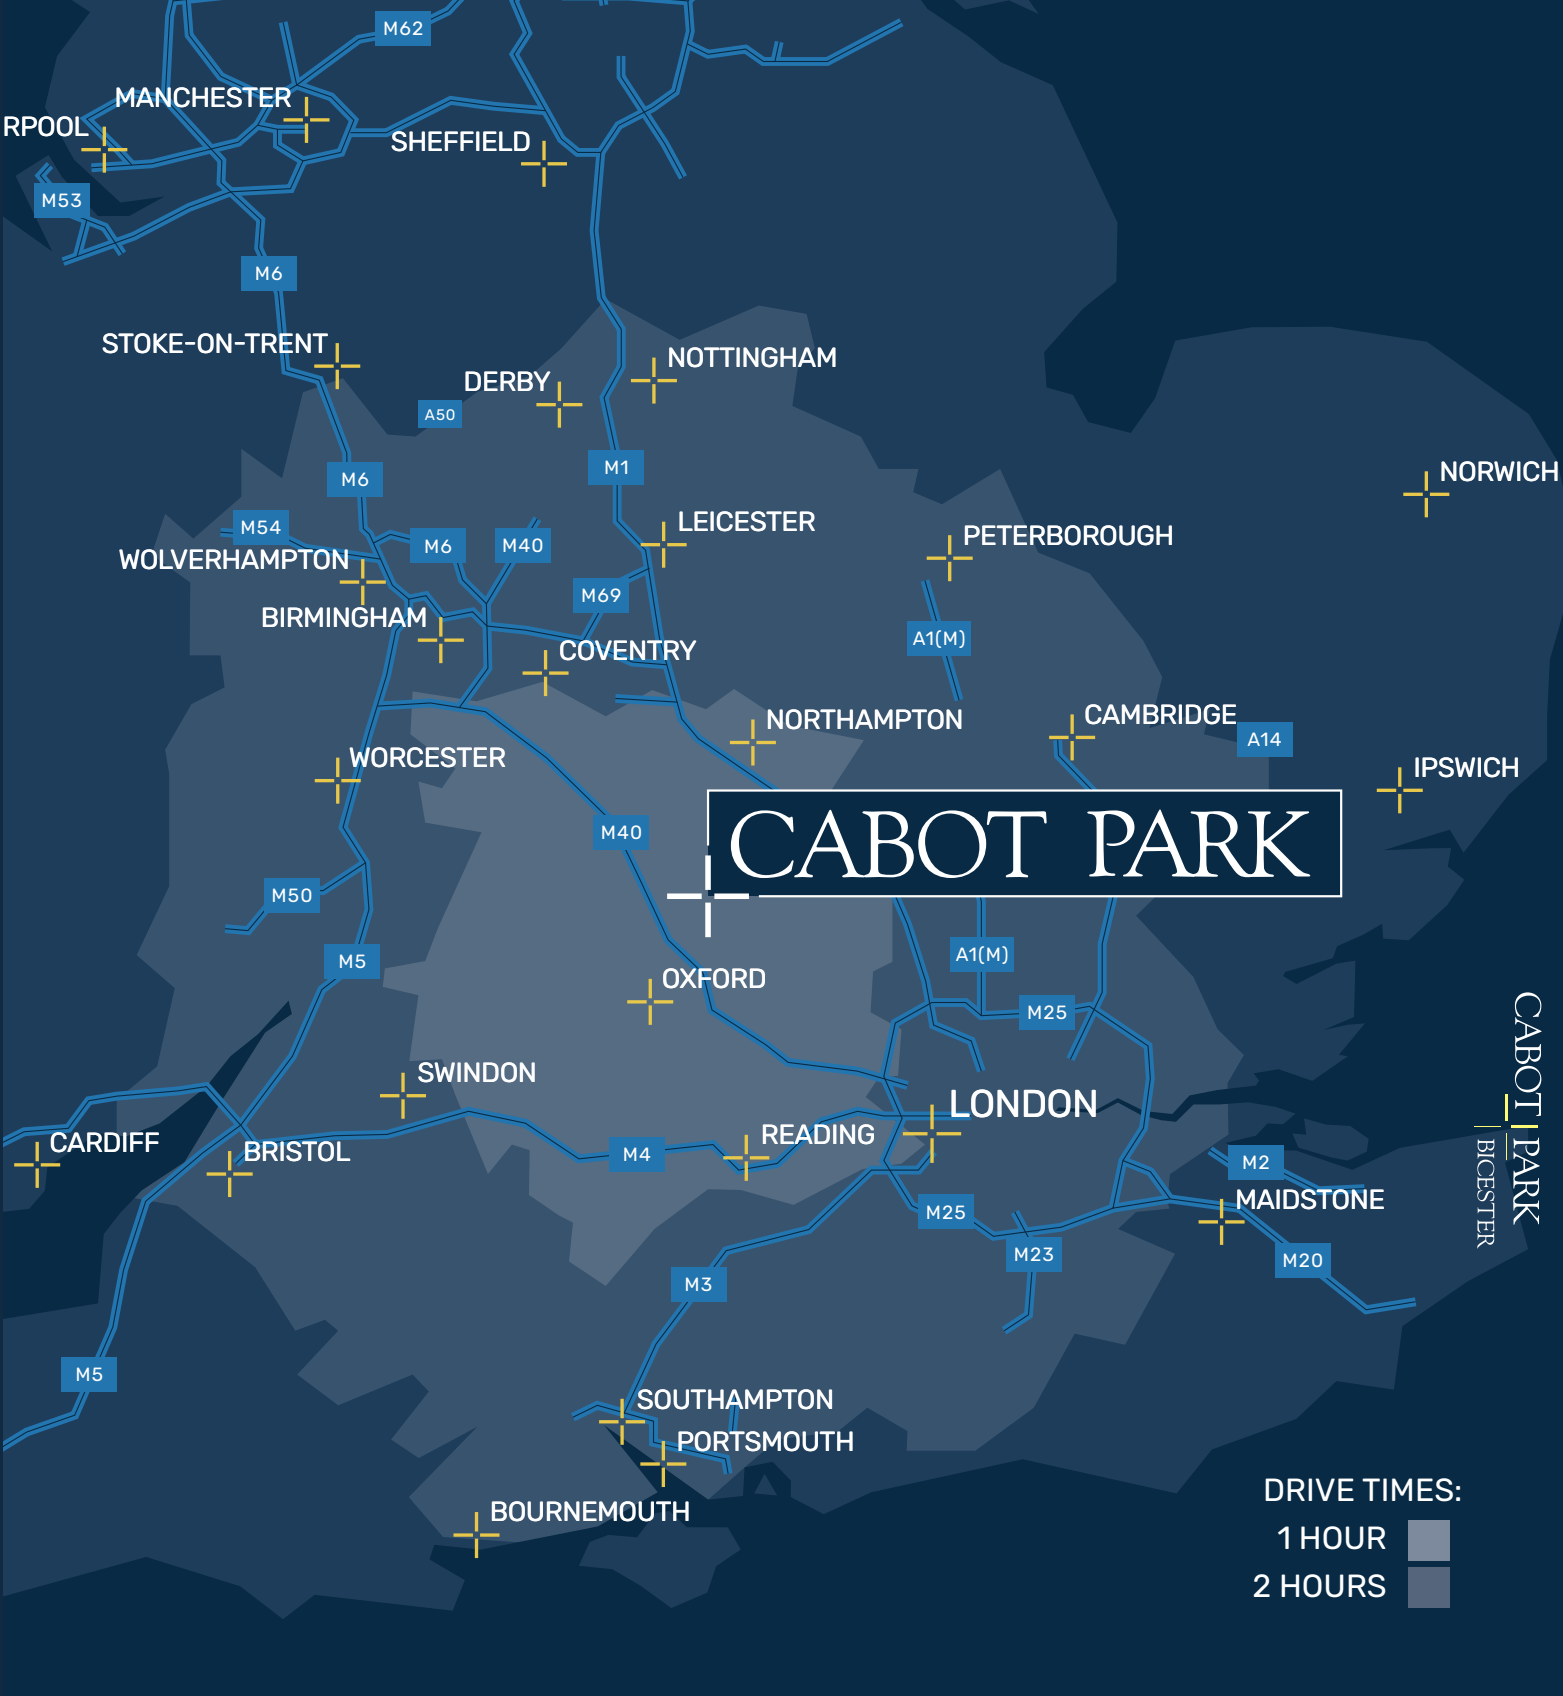 M62
MANCHESTER
RPOOL
SHEFFIELD
M53
M6
STOKE-ON-TRENT
NOTTINGHAM
DERBY
A50
M1
NORWICH
M6
LEICESTER
M54
PETERBOROUGH
M6
M40
WOLVERHAMPTON
M69
BIRMINGHAM
A1(M)
COVENTRY
NORTHAMPTON
CAMBRIDGE
A14
WORCESTER
IPSWICH
M40
CABOT PARK
M50
M5
A1(M)
OXFORD
M25
SWINDON
LONDON
CARDIFF
BRISTOL
READING
M4
M2
MAIDSTONE
M25
M23
M20
CABOT PARK
BICESTER
M3
M5
SOUTHAMPTON
PORTSMOUTH
BOURNEMOUTH
DRIVE TIMES:
1 HOUR
2 HOURS